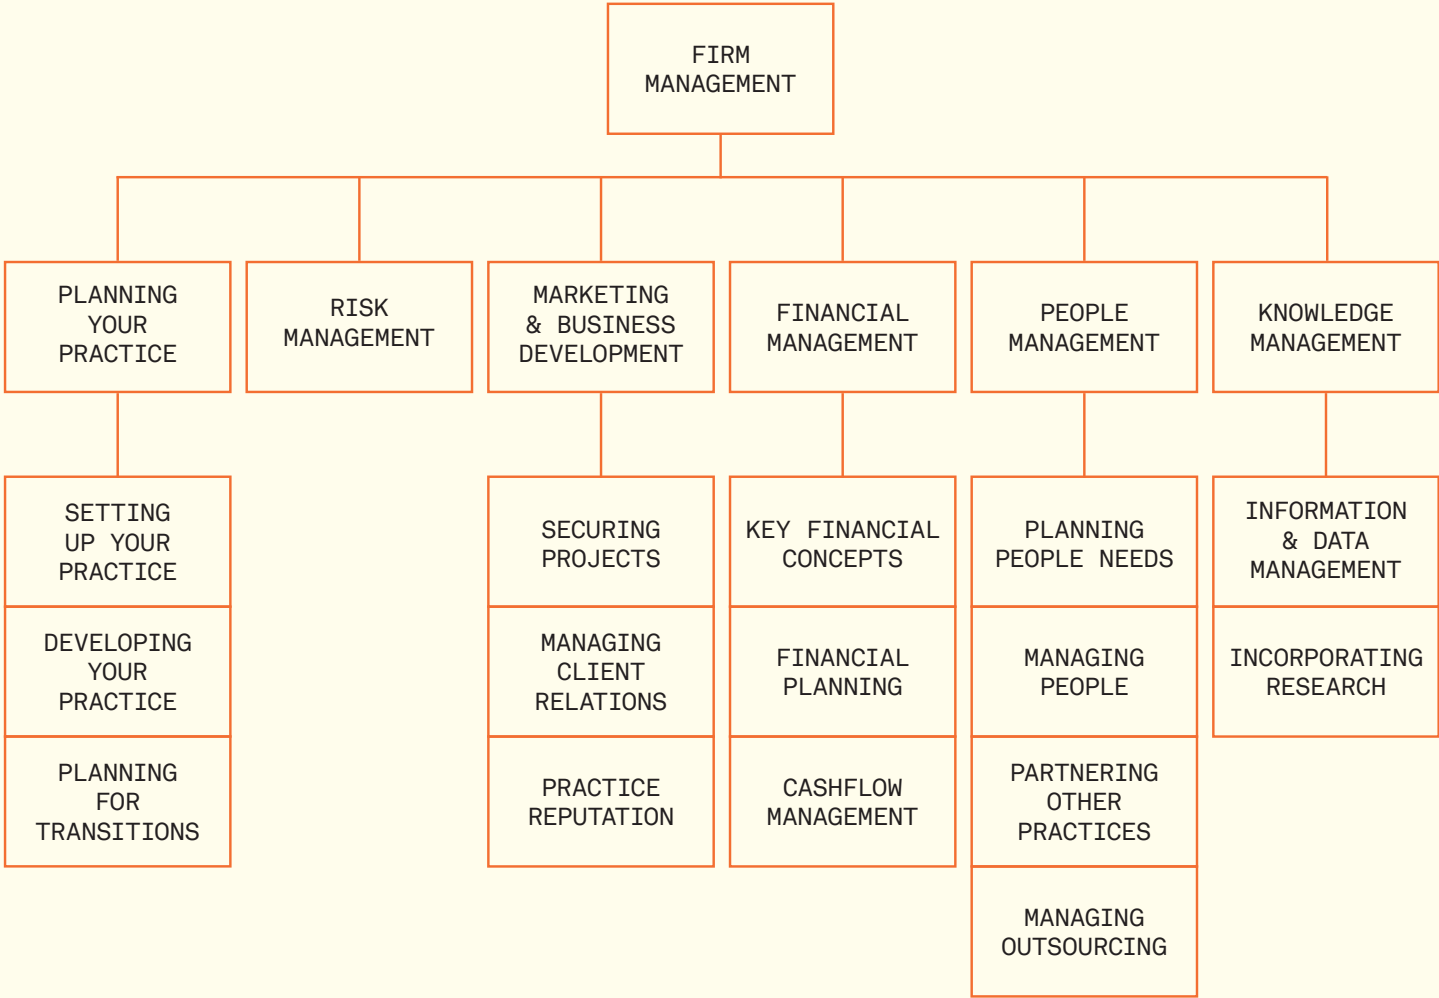 FIRM
MANAGEMENT
PLANNING
YOUR
PRACTICE
RISK
MANAGEMENT
MARKETING
& BUSINESS
DEVELOPMENT
FINANCIAL
MANAGEMENT
PEOPLE
MANAGEMENT
KNOWLEDGE
MANAGEMENT
SETTING
UP YOUR
PRACTICE
DEVELOPING
YOUR
PRACTICE
PLANNING
FOR
TRANSITIONS
SECURING
PROJECTS
MANAGING
CLIENT
RELATIONS
PRACTICE
REPUTATION
KEY FINANCIAL
CONCEPTS
FINANCIAL
PLANNING
CASHFLOW
MANAGEMENT
PLANNING
PEOPLE NEEDS
MANAGING
PEOPLE
PARTNERING
OTHER
PRACTICES
MANAGING
OUTSOURCING
INFORMATION
& DATA
MANAGEMENT
INCORPORATING
RESEARCH